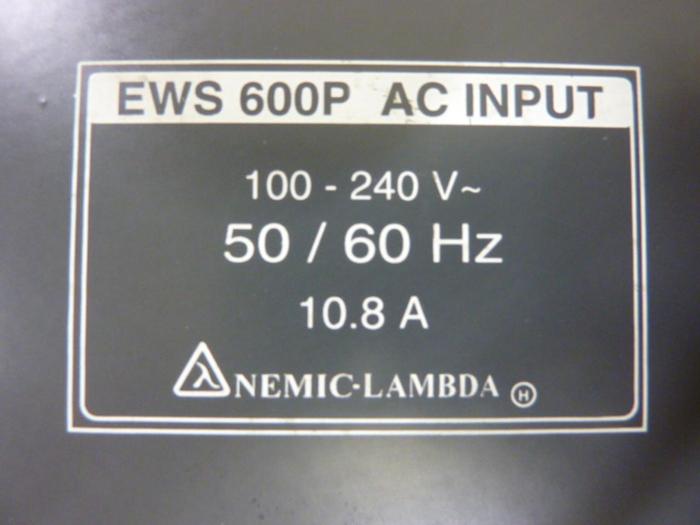 EWS 600P AC INPUT
100 - 240 V~
50 / 60 Hz
10.8 A
λ NEMIC-LAMBDA Ⓗ